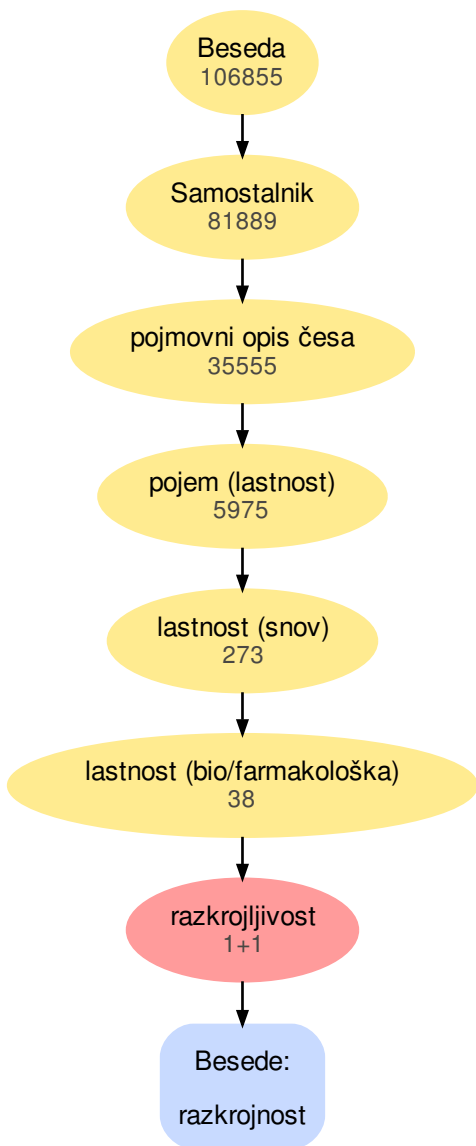 Beseda
106855
Samostalnik
81889
pojmovni opis česa
35555
pojem (lastnost)
5975
lastnost (snov)
273
lastnost (bio/farmakološka)
38
razkrojljivost
1+1
Besede:
razkrojnost